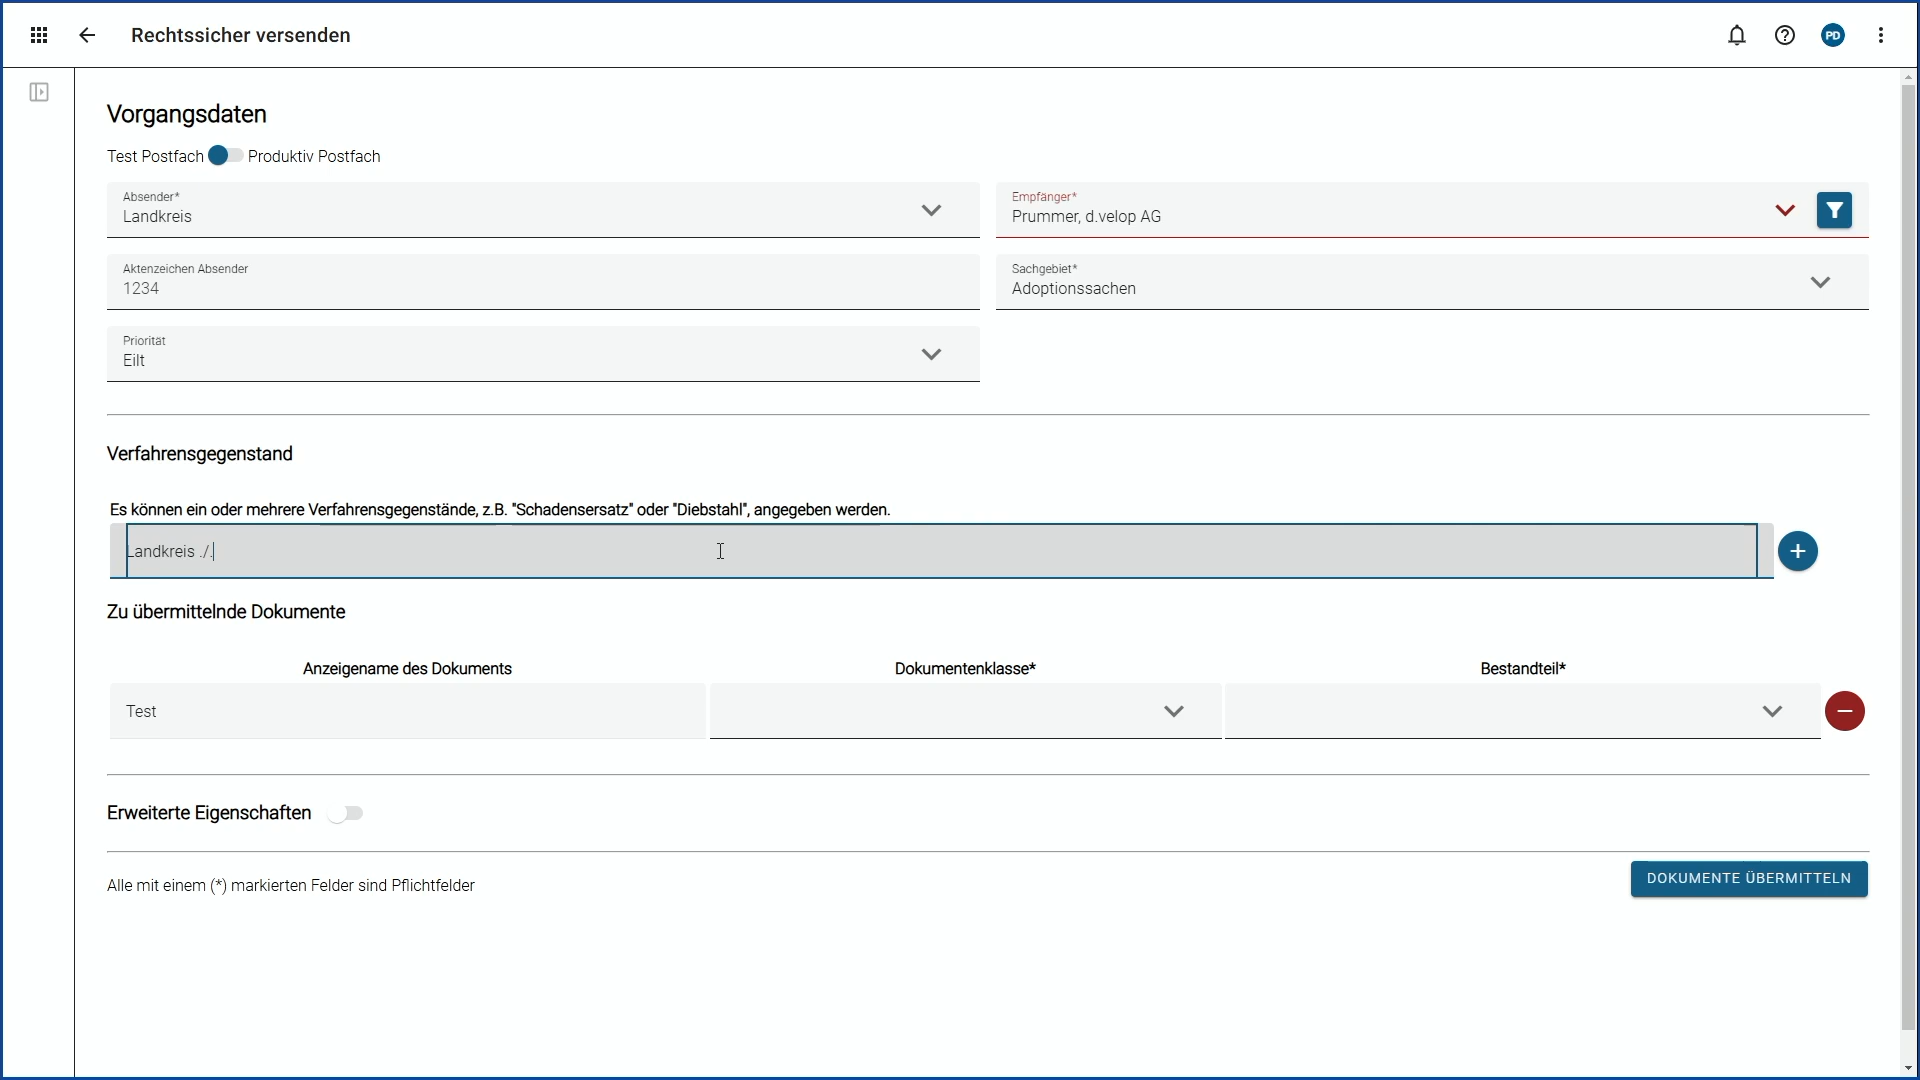 Rechtssicher versenden
PD
Vorgangsdaten
Test Postfach Produktiv Postfach
Absender*
Landkreis
Empfänger*
Prummer, d.velop AG
Aktenzeichen Absender
1234
Sachgebiet*
Adoptionssachen
Priorität
Eilt
Verfahrensgegenstand
Es können ein oder mehrere Verfahrensgegenstände, z.B. "Schadensersatz" oder "Diebstahl", angegeben werden.
Landkreis ./.
Zu übermittelnde Dokumente
Anzeigename des Dokuments Dokumentenklasse* Bestandteil*
Test
Erweiterte Eigenschaften
Alle mit einem (*) markierten Felder sind Pflichtfelder
DOKUMENTE ÜBERMITTELN